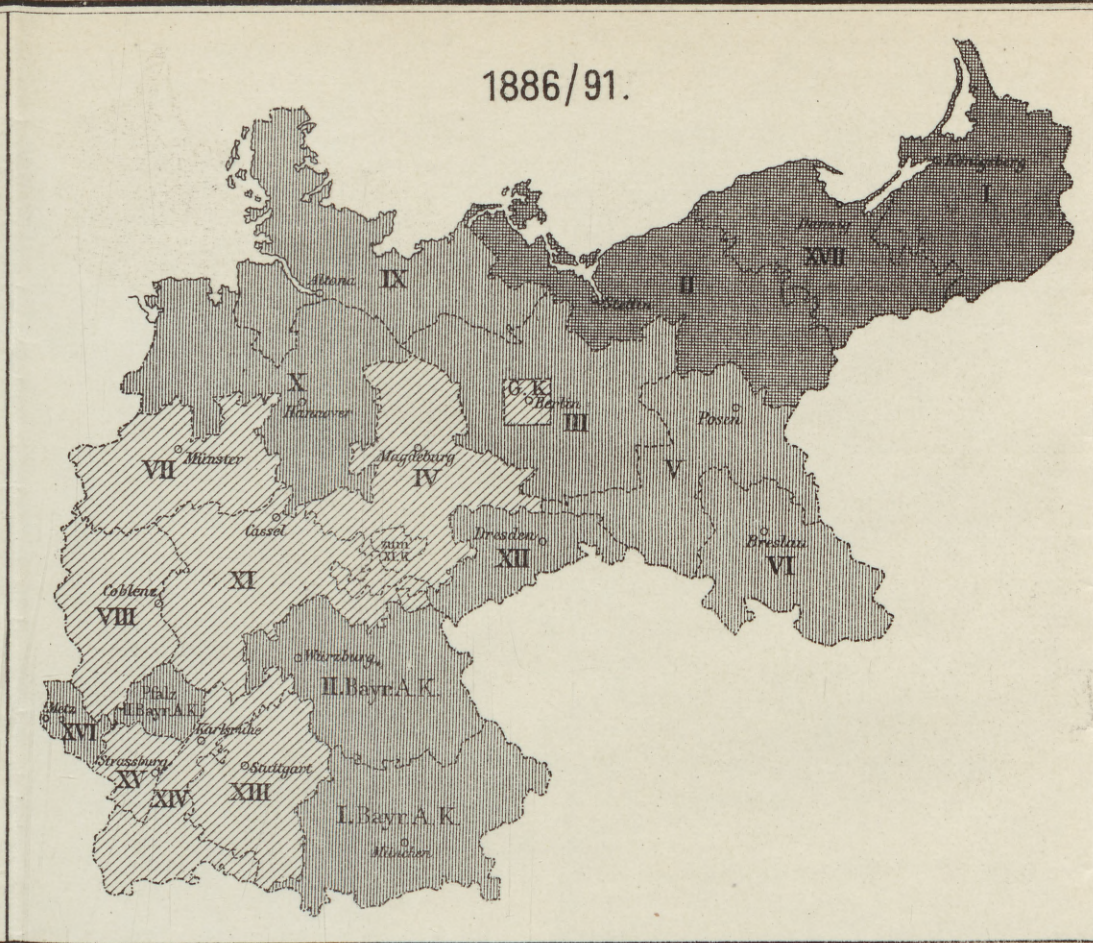 1886/91.
Königsberg
I
Danzig
XVII
II
Stettin
Altona
IX
X
Hannover
G. K.
Berlin
III
Posen
V
Münster
VII
Magdeburg
IV
Cassel
zum
XI.K.
Dresden
XII
Breslau
VI
XI
Coblenz
VIII
Würzburg
II.Bayr.A.K.
Pfalz
II.Bayr.A.K.
Metz
XVI
Karlsruhe
Strassburg
XV
XIV
Stuttgart
XIII
I.Bayr.A.K.
München